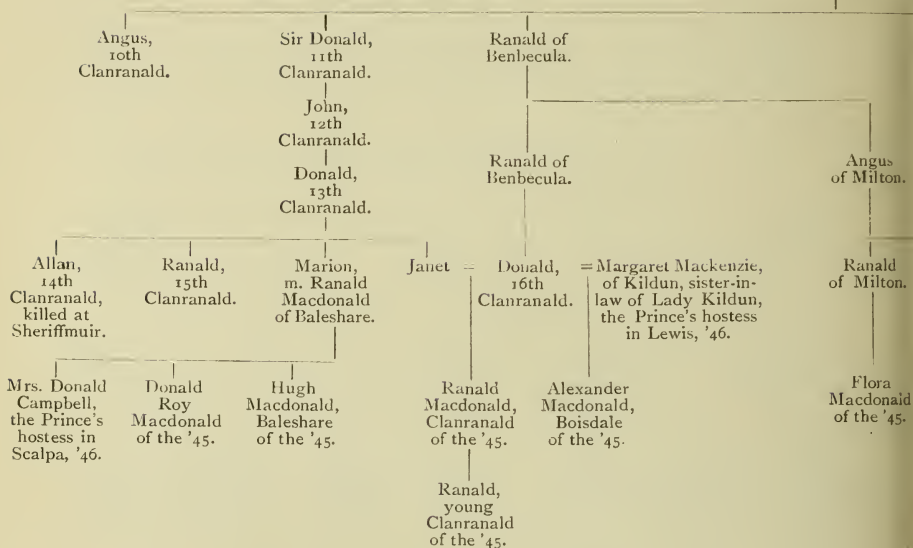 Angus,
10th
Clanranald.
Sir Donald,
11th
Clanranald.
Ranald of
Benbecula.
John,
12th
Clanranald.
Donald,
13th
Clanranald.
Ranald of
Benbecula.
Angus
of Milton.
Allan,
14th
Clanranald,
killed at
Sheriffmuir.
Ranald,
15th
Clanranald.
Marion,
m. Ranald
Macdonald
of Baleshare.
Janet =
Donald,
16th
Clanranald.
= Margaret Mackenzie,
of Kildun, sister-in-
law of Lady Kildun,
the Prince's hostess
in Lewis, '46.
Ranald
of Milton.
Mrs. Donald
Campbell,
the Prince's
hostess in
Scalpa, '46.
Donald
Roy
Macdonald
of the '45.
Hugh
Macdonald,
Baleshare
of the '45.
Ranald
Macdonald,
Clanranald
of the '45.
Alexander
Macdonald,
Boisdale
of the '45.
Flora
Macdonald
of the '45.
Ranald,
young
Clanranald
of the '45.